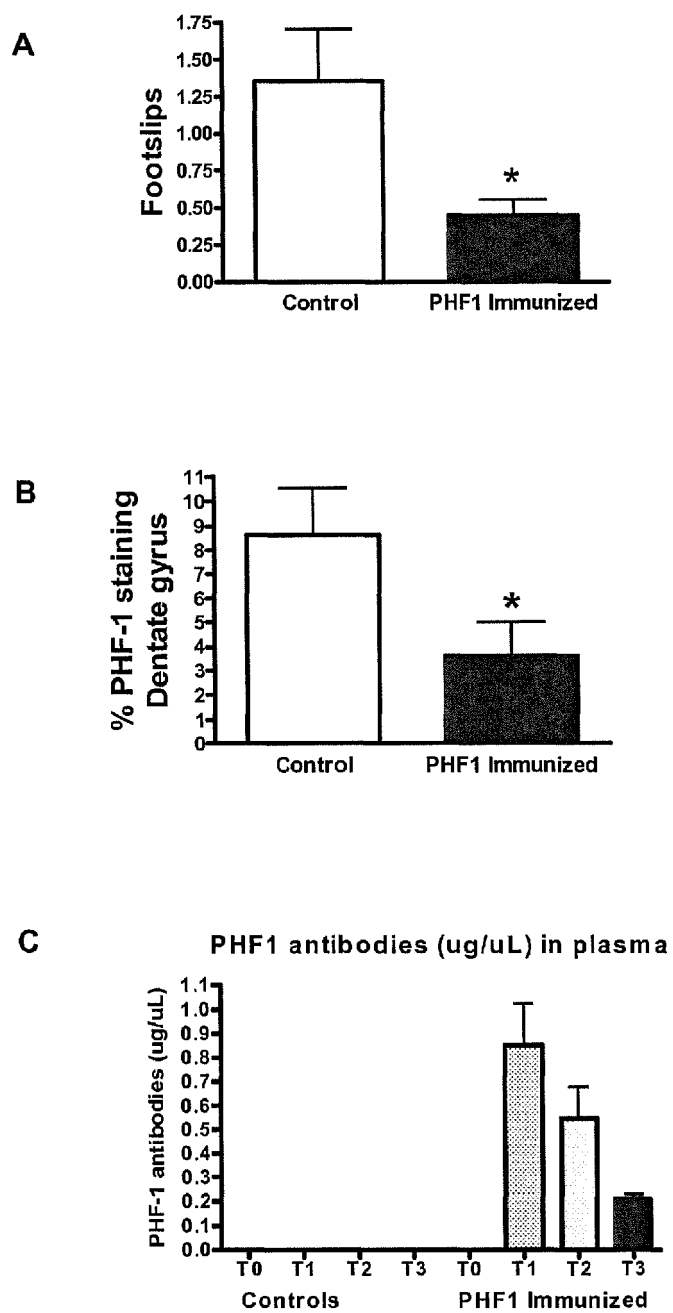 A
Footslips
1.75
1.50
1.25
1.00
0.75
0.50
0.25
0.00
*
Control PHF1 Immunized
B
% PHF-1 staining
Dentate gyrus
11
10
9
8
7
6
5
4
3
2
1
0
*
Control PHF1 Immunized
C
PHF1 antibodies (ug/uL) in plasma
PHF-1 antibodies (ug/uL)
1.1
1.0
0.9
0.8
0.7
0.6
0.5
0.4
0.3
0.2
0.1
0.0
T0 T1 T2 T3 T0 T1 T2 T3
Controls PHF1 Immunized